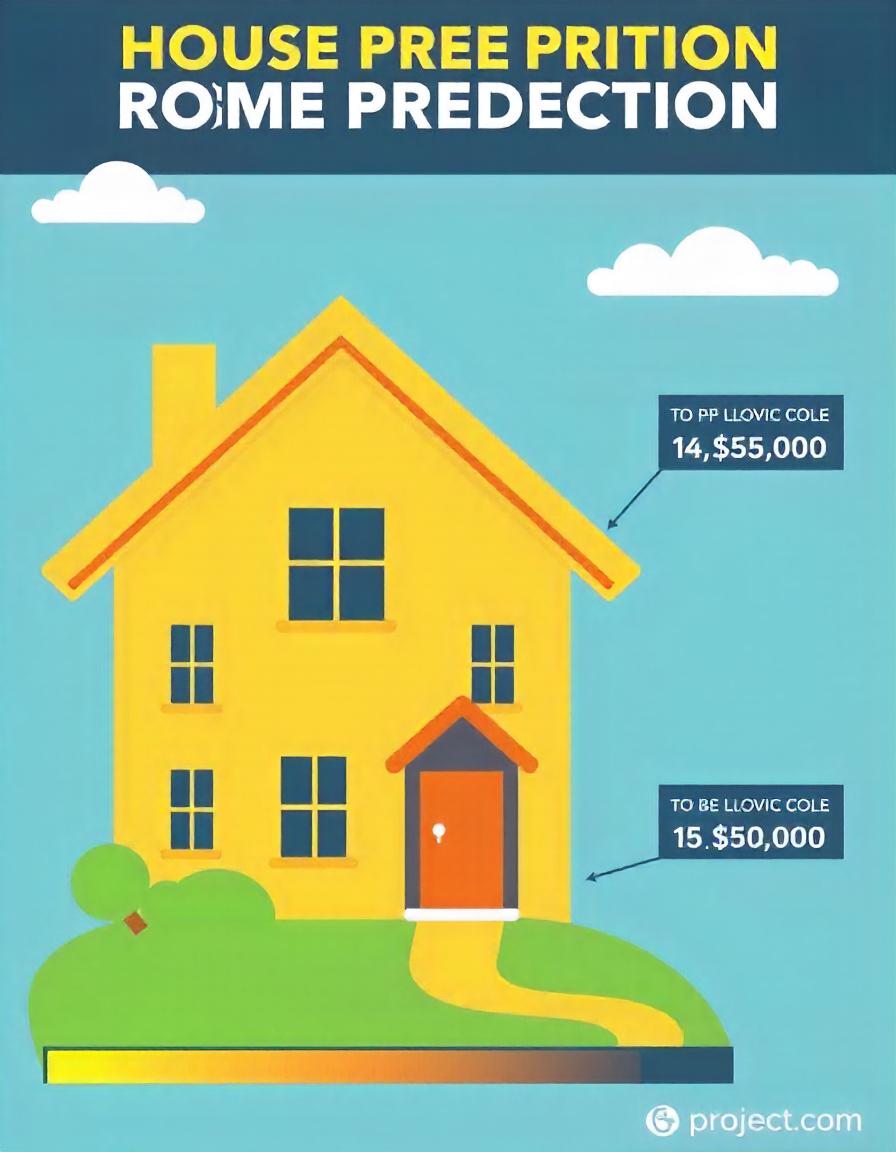 HOUSE PREE PRITION
ROME PREDECTION
TO PP LLOVIC COLE
14,$55,000
TO BE LLOVIC COLE
15.$50,000
project.com